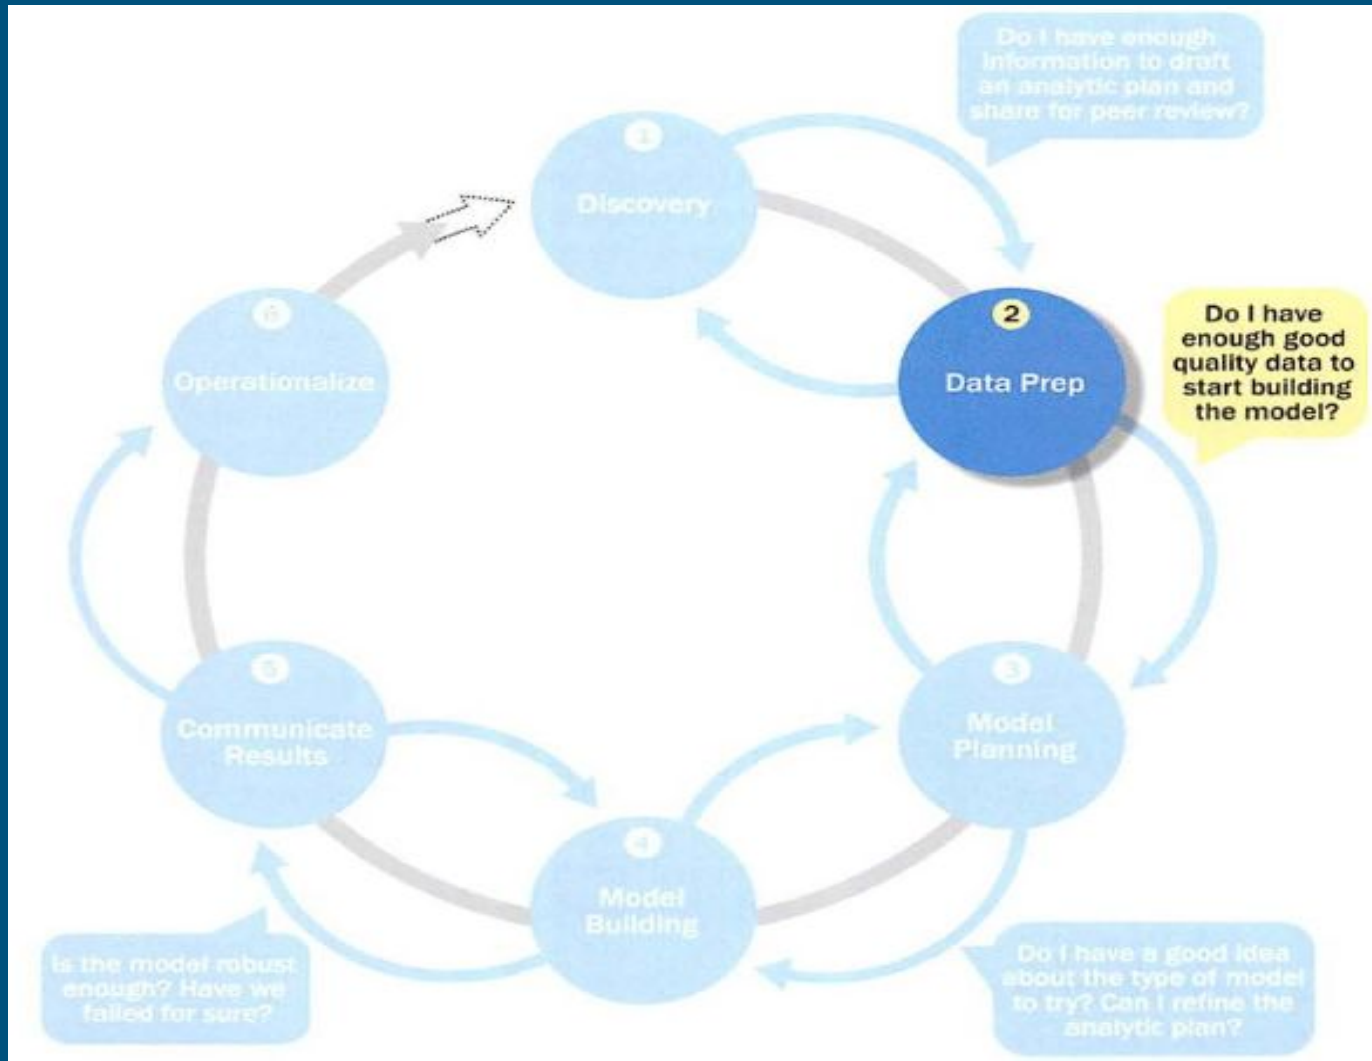 Do I have enough
information to draft
an analytic plan and
share for peer review?
1
Discovery
2
Data Prep
Do I have
enough good
quality data to
start building
the model?
3
Model
Planning
Do I have a good idea
about the type of model
to try? Can I refine the
analytic plan?
4
Model
Building
Is the model robust
enough? Have we
failed for sure?
5
Communicate
Results
6
Operationalize